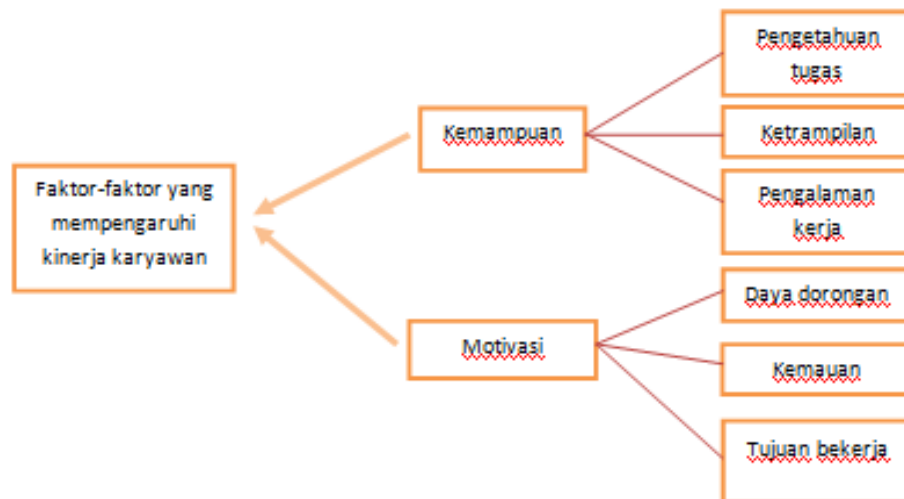 Faktor-faktor yang
mempengaruhi
kinerja karyawan
Kemampuan
Pengetahuan
tugas
Ketrampilan
Pengalaman
kerja
Motivasi
Daya dorongan
Kemauan
Tujuan bekerja